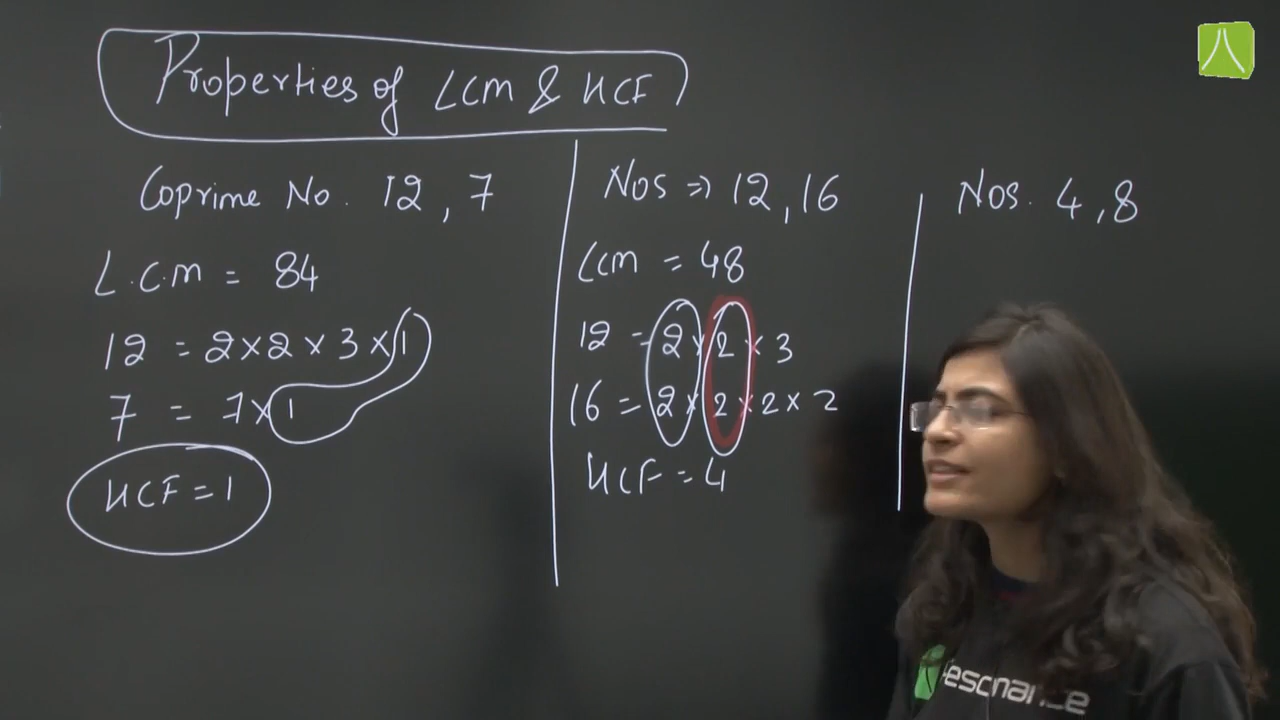 Properties of LCM & HCF
Coprime No. 12, 7
L.C.M = 84
12 = 2×2×3×1
7 = 7×1
HCF = 1
Nos => 12, 16
LCM = 48
12 = 2×2×3
16 = 2×2×2×2
HCF = 4
Nos. 4, 8
Resonance